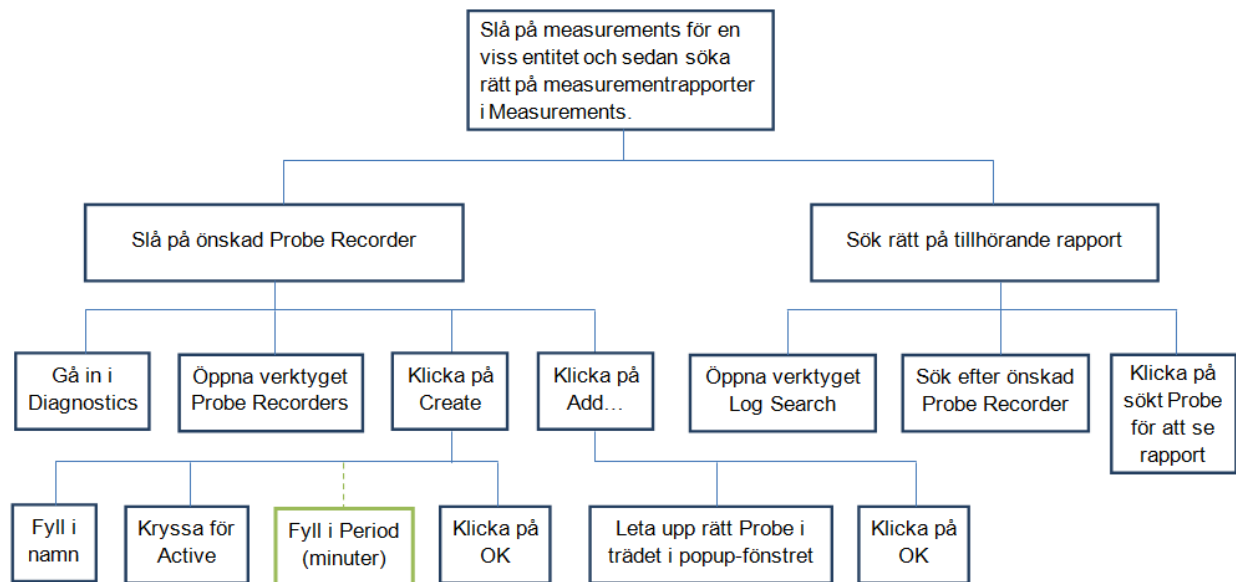 Slå på measurements för en
viss entitet och sedan söka
rätt på measurementrapporter
i Measurements.
Slå på önskad Probe Recorder
Sök rätt på tillhörande rapport
Gå in i
Diagnostics
Öppna verktyget
Probe Recorders
Klicka på
Create
Klicka på
Add...
Öppna verktyget
Log Search
Sök efter önskad
Probe Recorder
Klicka på
sökt Probe
för att se
rapport
Fyll i
namn
Kryssa för
Active
Fyll i Period
(minuter)
Klicka på
OK
Leta upp rätt Probe i
trädet i popup-fönstret
Klicka på
OK